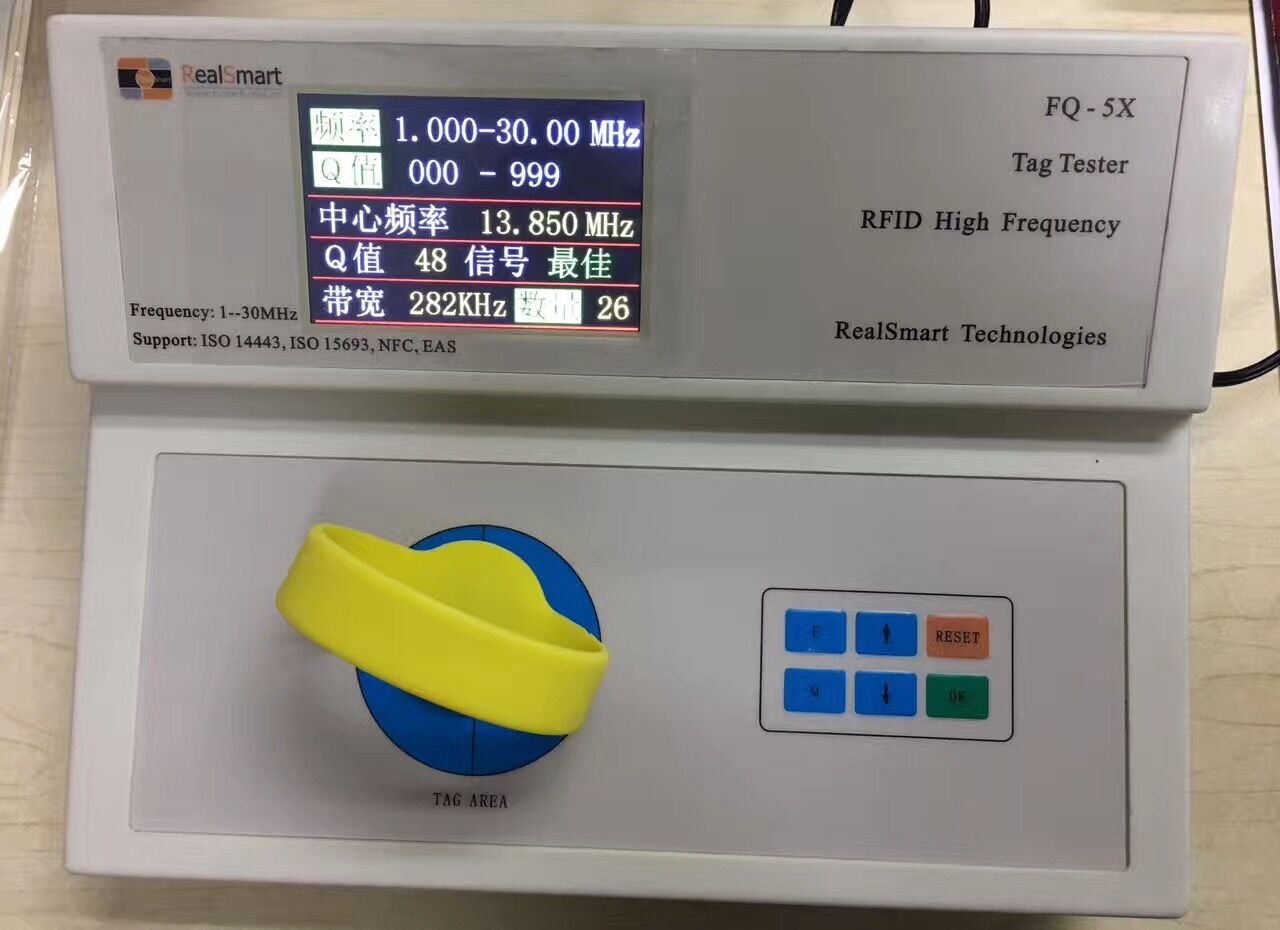 RealSmart
频率 1.000-30.00 MHz
Q值 000 - 999
中心频率 13.850 MHz
Q值 48 信号 最佳
带宽 282KHz 数量 26
Frequency: 1--30MHz
Support: ISO 14443, ISO 15693, NFC, EAS
FQ - 5X
Tag Tester
RFID High Frequency
RealSmart Technologies
TAG AREA
F
RESET
Q
OK